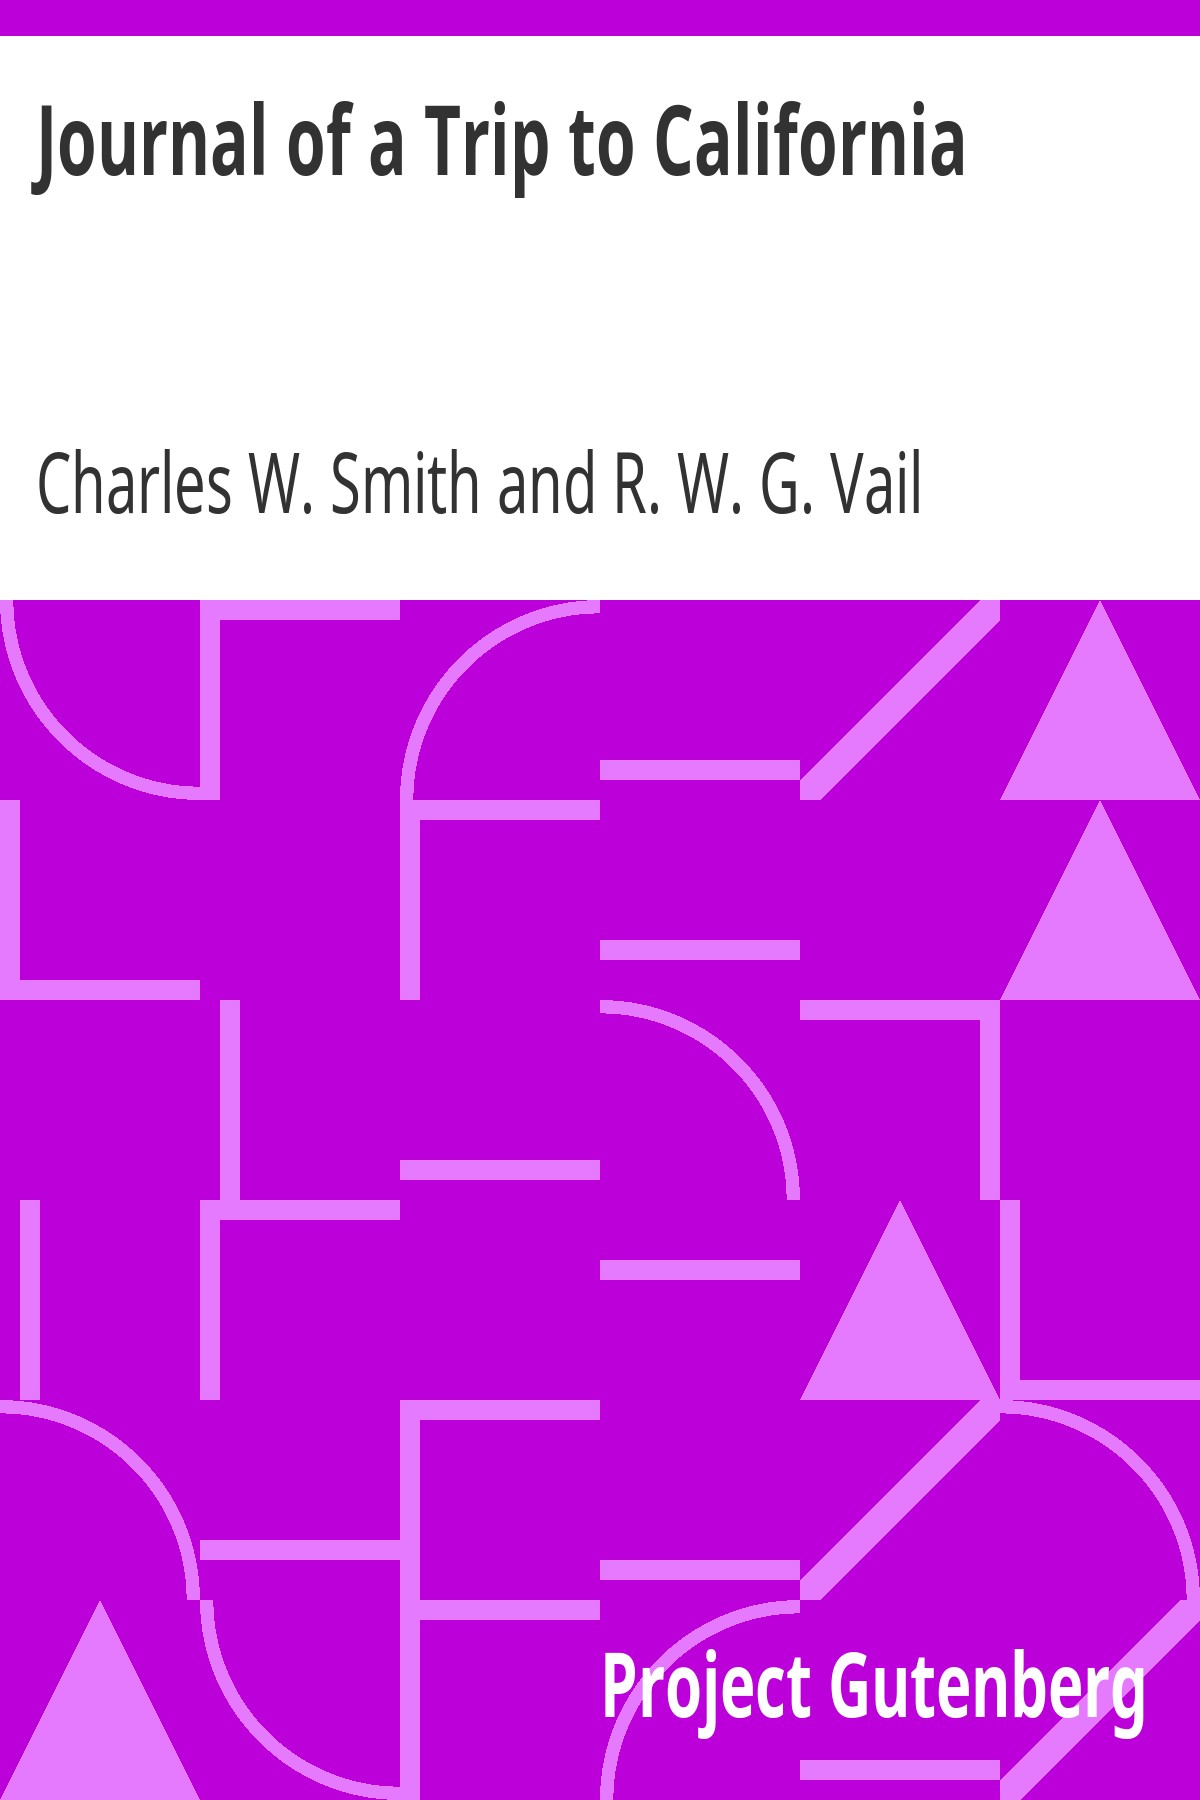 Journal of a Trip to California
Charles W. Smith and R. W. G. Vail
Project Gutenberg